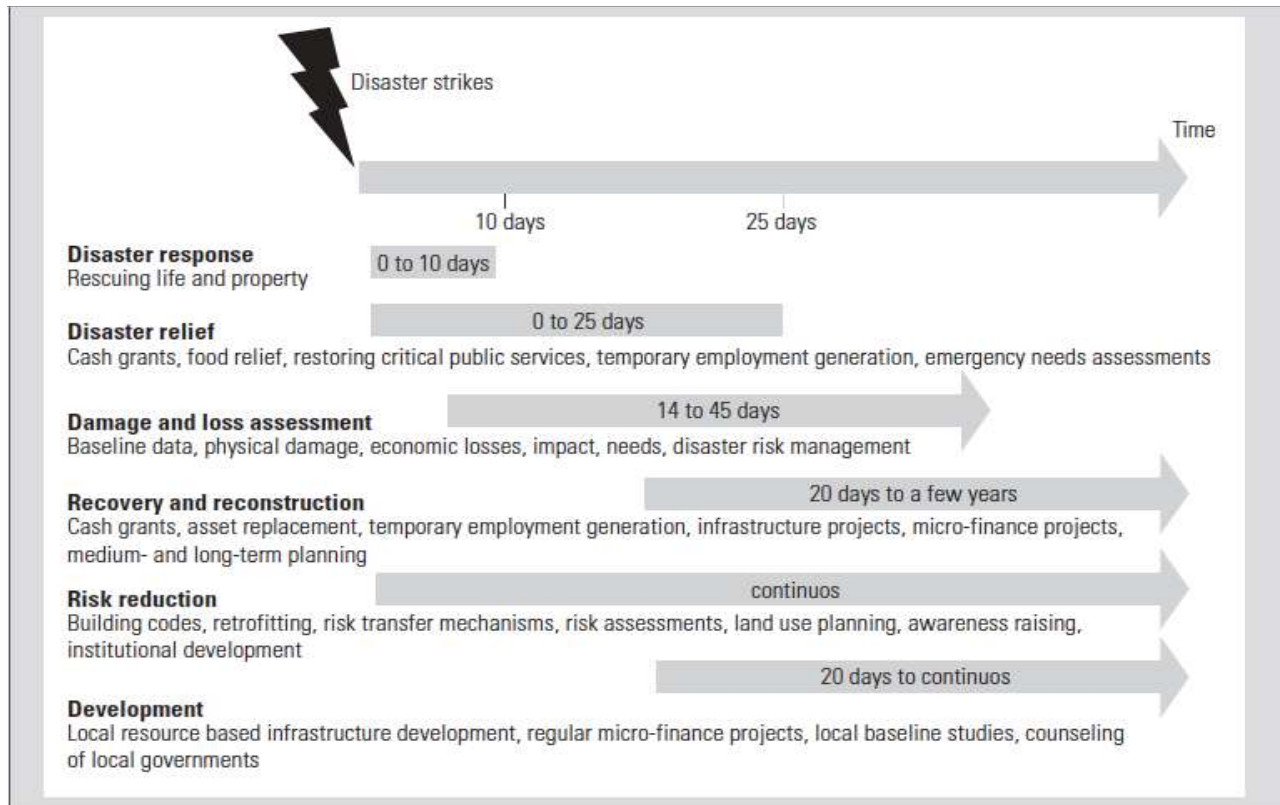 Disaster strikes
Time
10 days
25 days
Disaster response
Rescuing life and property
0 to 10 days
0 to 25 days
Disaster relief
Cash grants, food relief, restoring critical public services, temporary employment generation, emergency needs assessments
14 to 45 days
Damage and loss assessment
Baseline data, physical damage, economic losses, impact, needs, disaster risk management
20 days to a few years
Recovery and reconstruction
Cash grants, asset replacement, temporary employment generation, infrastructure projects, micro-finance projects,
medium- and long-term planning
continuos
Risk reduction
Building codes, retrofitting, risk transfer mechanisms, risk assessments, land use planning, awareness raising,
institutional development
20 days to continuos
Development
Local resource based infrastructure development, regular micro-finance projects, local baseline studies, counseling
of local governments